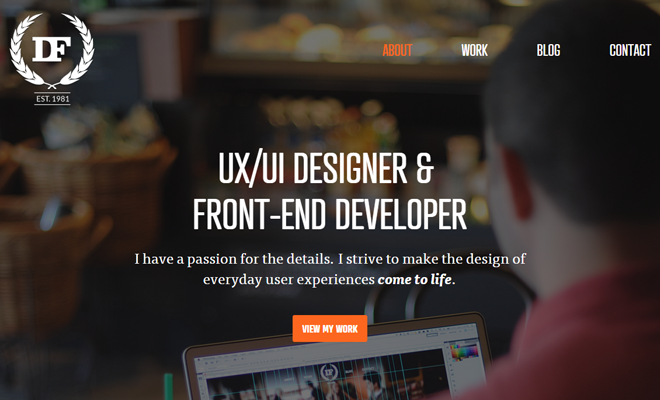 DF
EST. 1981
ABOUT WORK BLOG CONTACT
UX/UI DESIGNER &
FRONT-END DEVELOPER
I have a passion for the details. I strive to make the design of
everyday user experiences come to life.
VIEW MY WORK